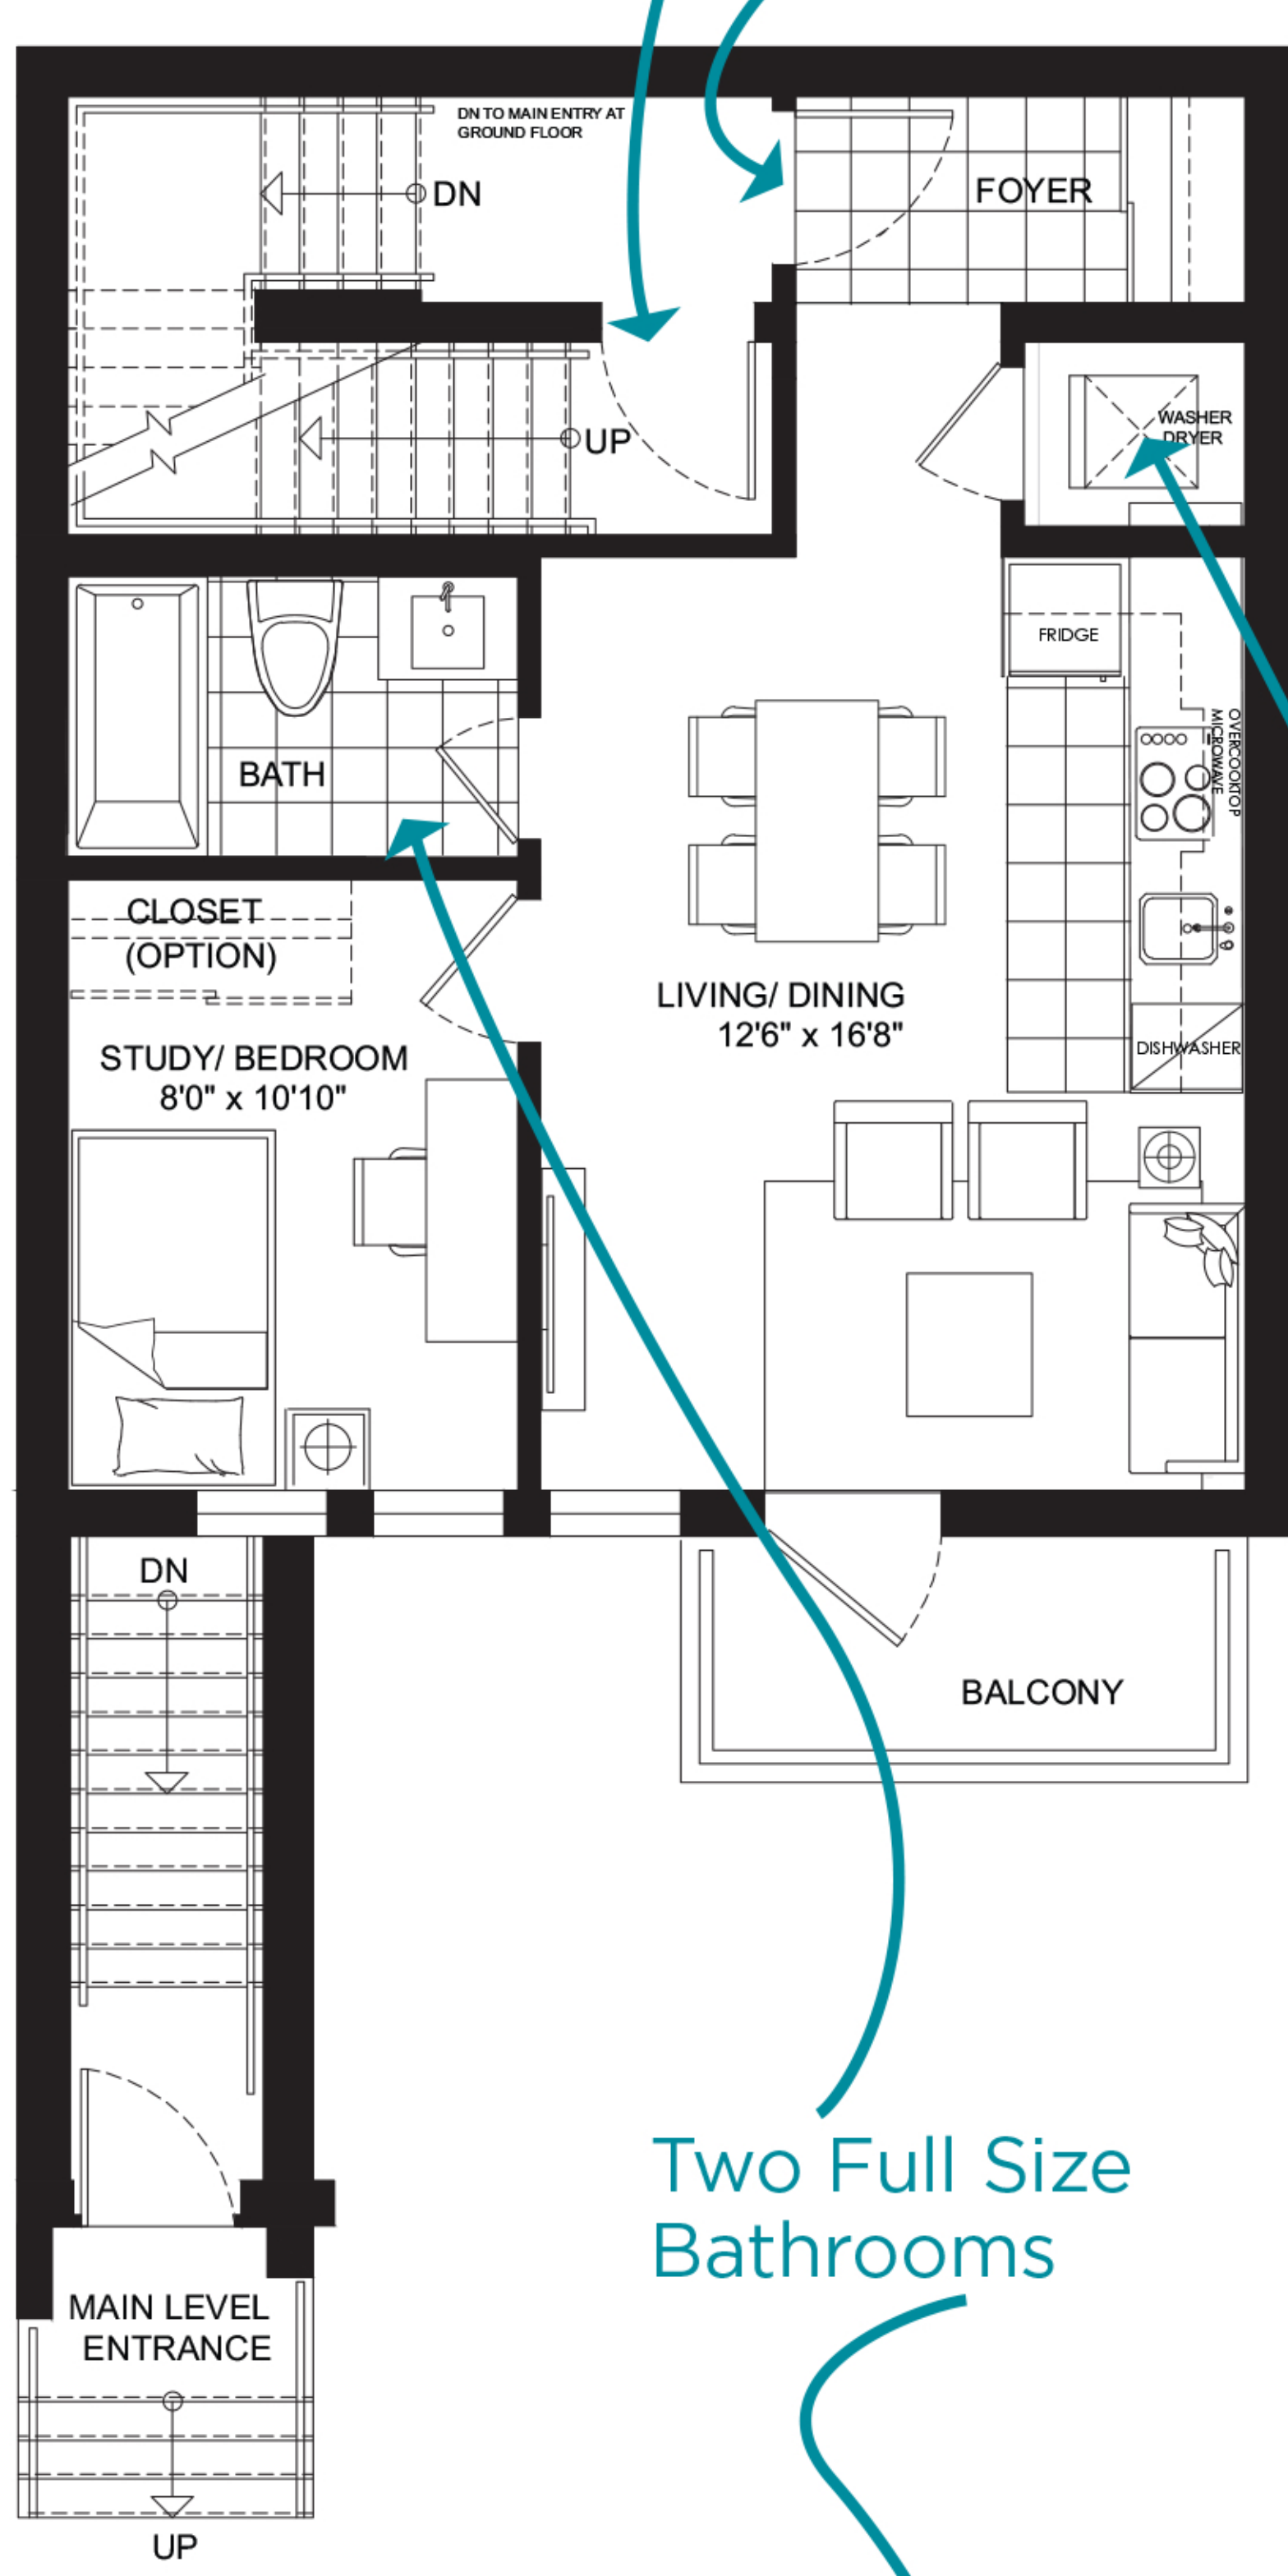 DN TO MAIN ENTRY AT
GROUND FLOOR
DN
FOYER
WASHER
DRYER
UP
FRIDGE
OVERCOOKTOP
MICROWAVE
BATH
CLOSET
(OPTION)
LIVING/ DINING
12'6" x 16'8"
DISHWASHER
STUDY/ BEDROOM
8'0" x 10'10"
DN
BALCONY
Two Full Size
Bathrooms
MAIN LEVEL
ENTRANCE
UP